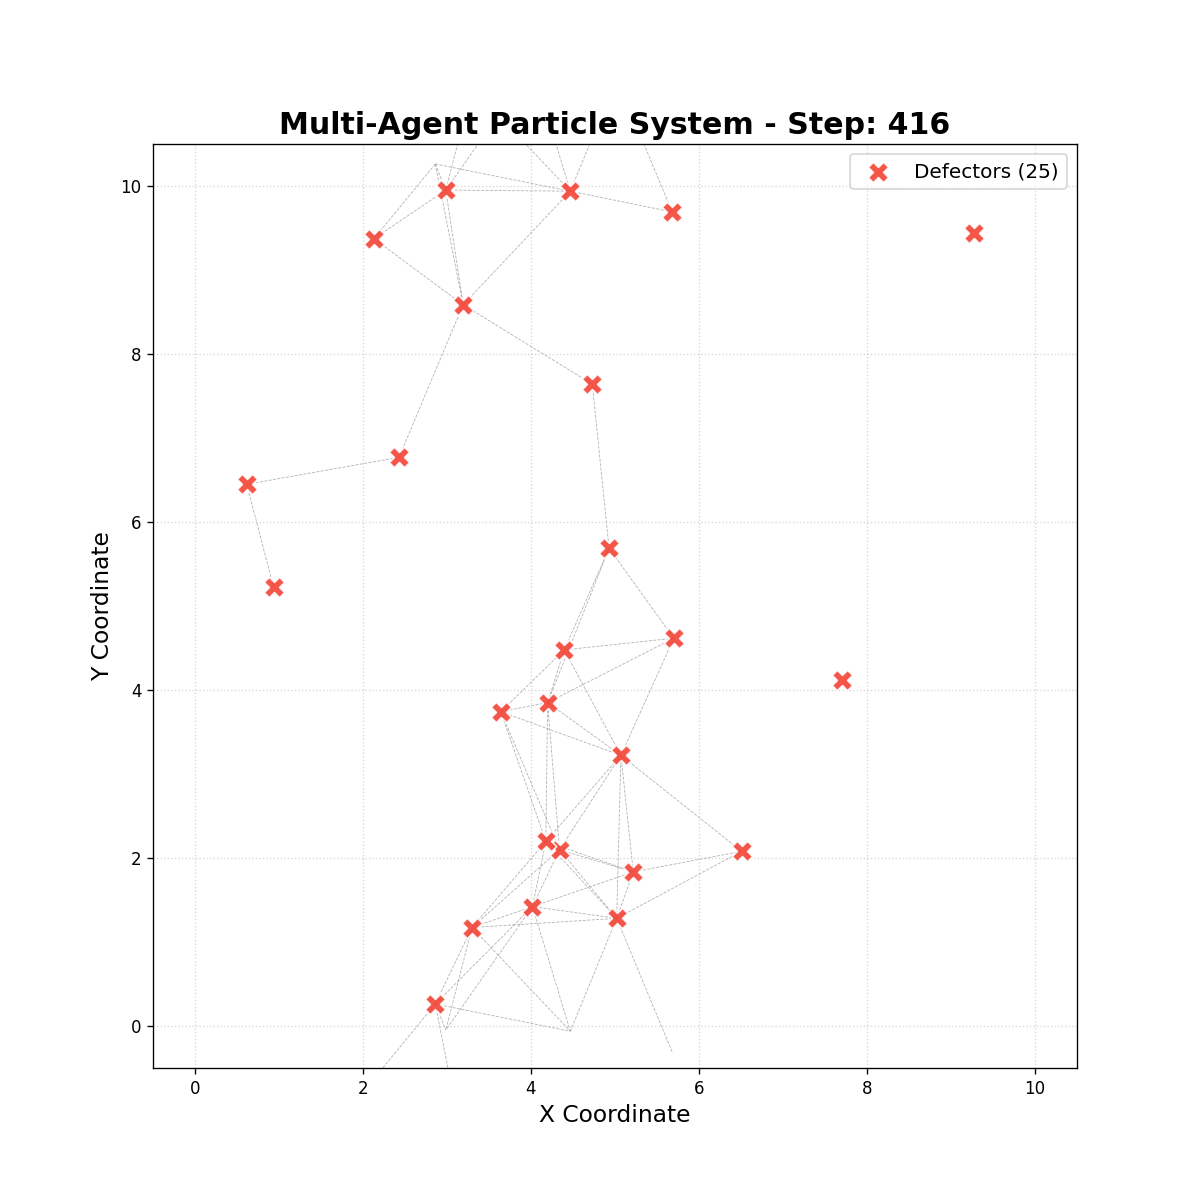 Multi-Agent Particle System - Step: 416
Defectors (25)
10
8
6
4
2
0
Y Coordinate
0 2 4 6 8 10
X Coordinate